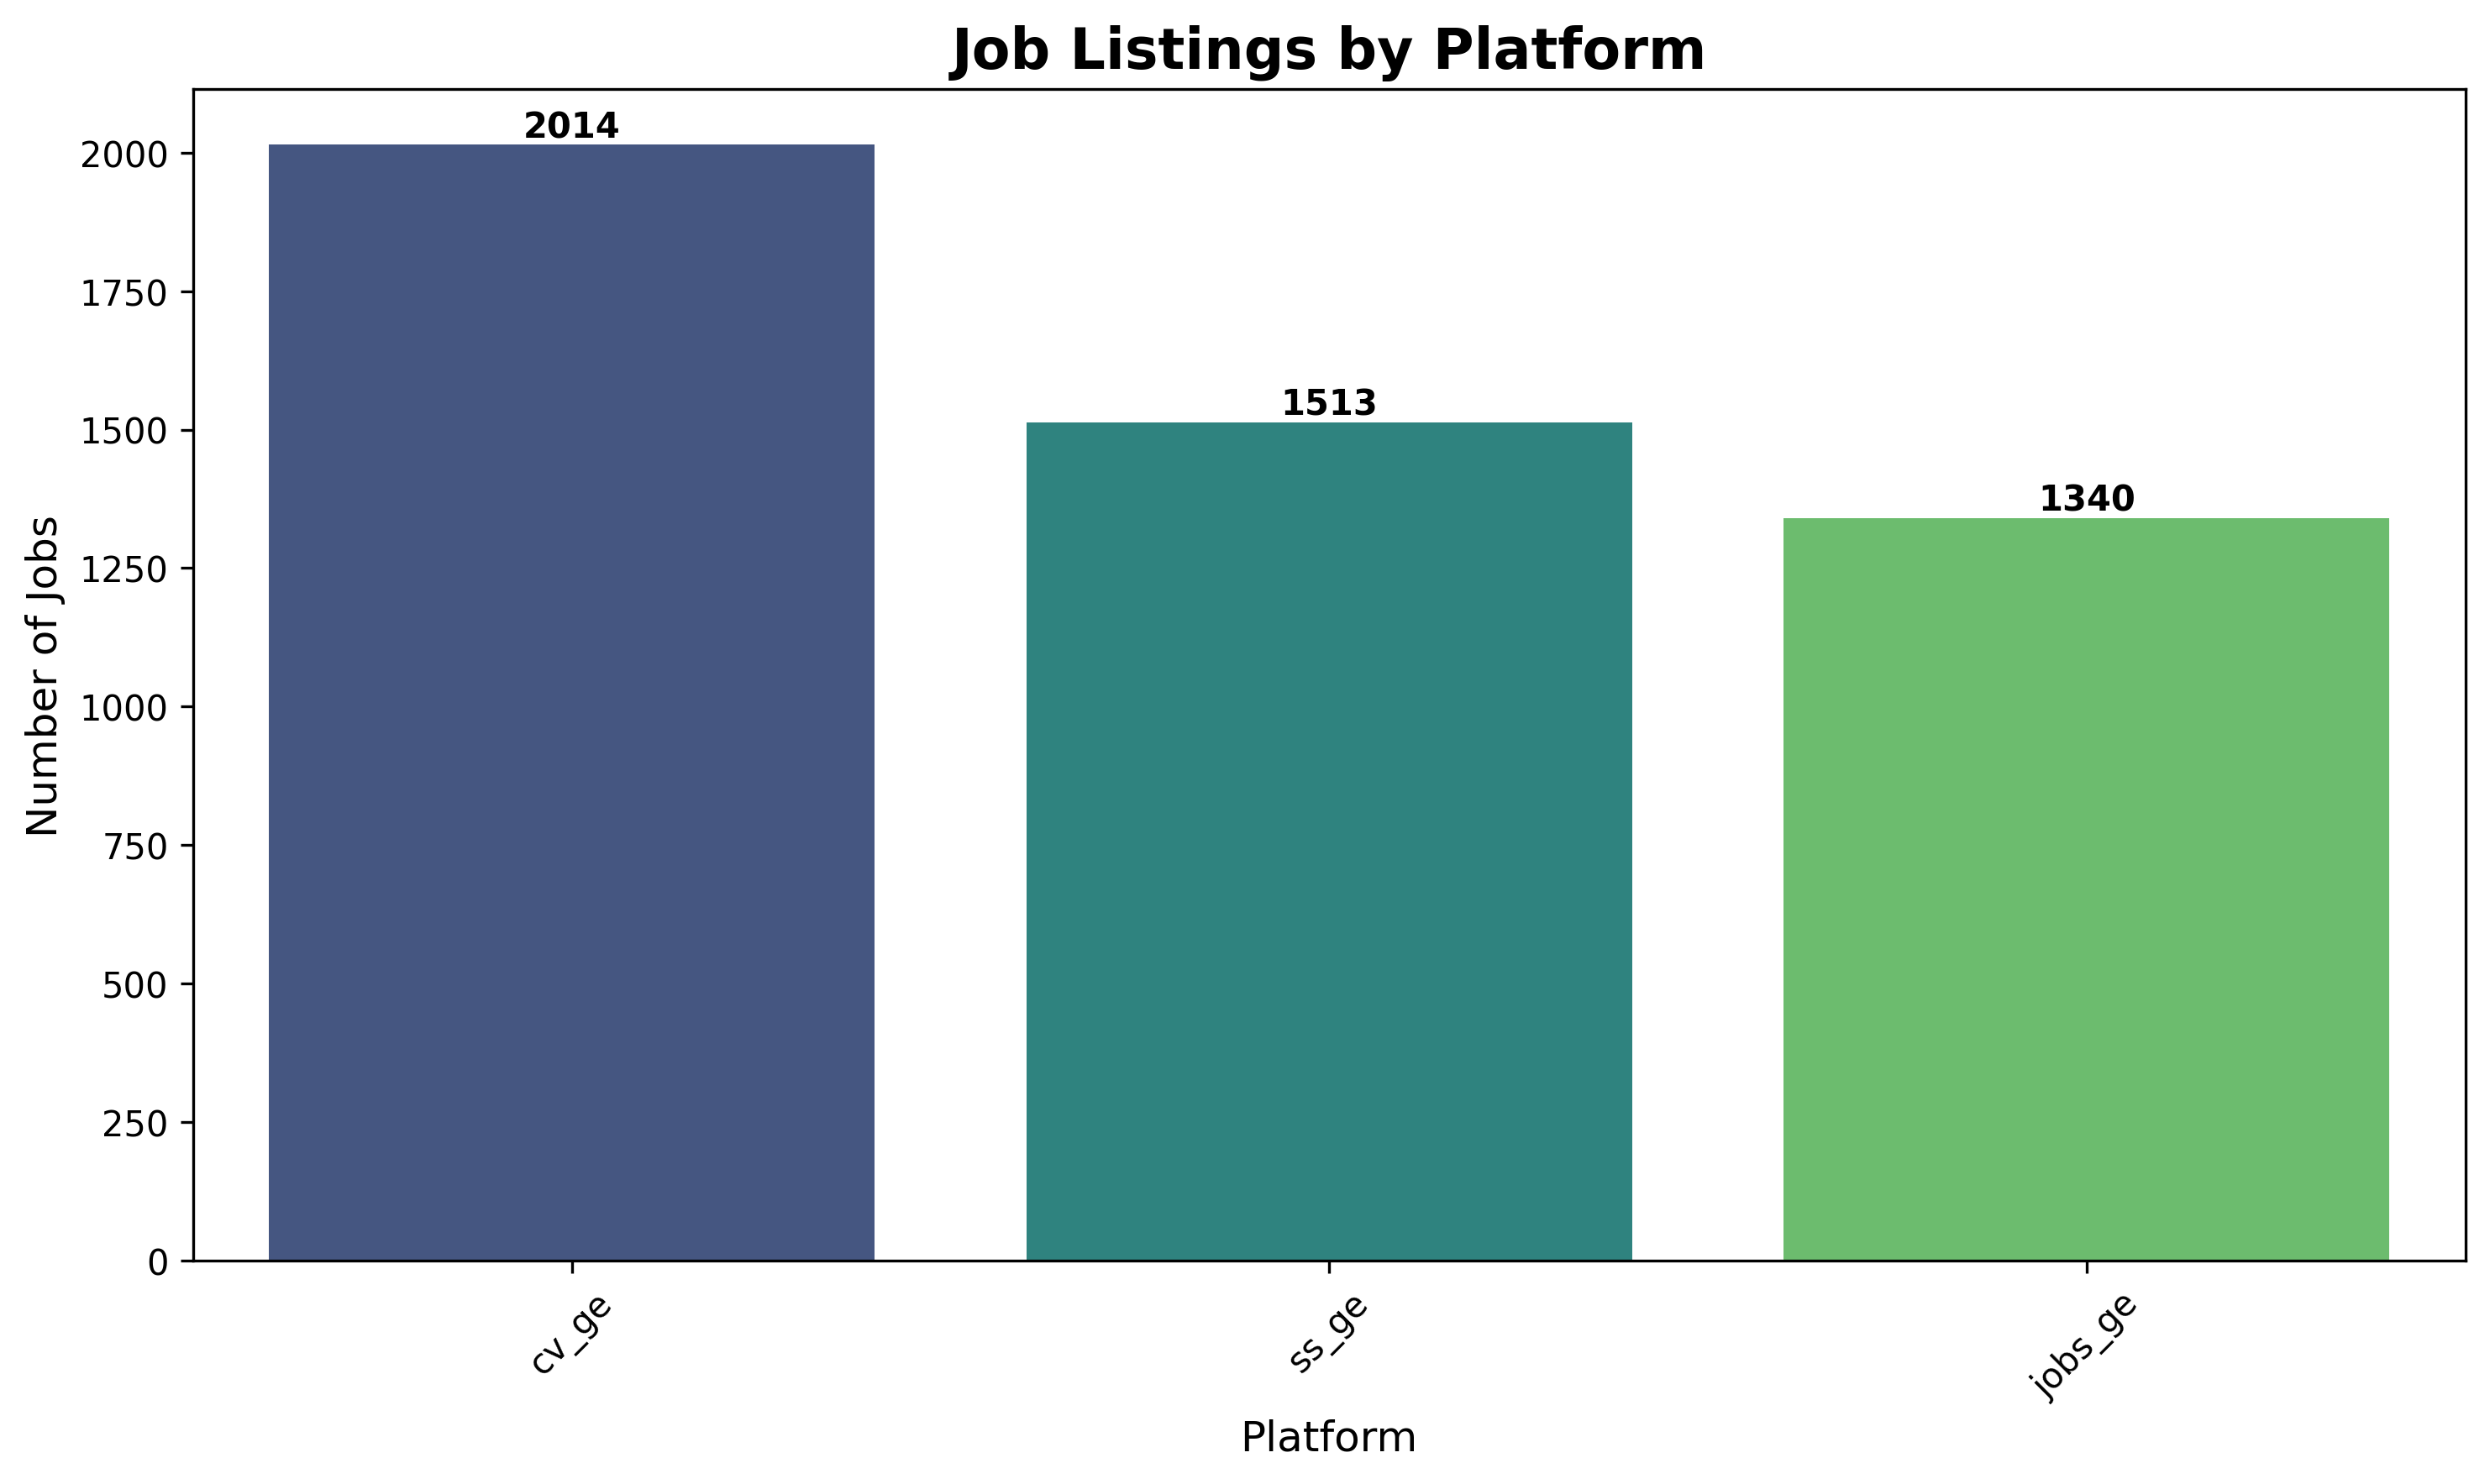 Job Listings by Platform
2014
1513
1340
2000
1750
1500
1250
1000
750
500
250
0
Number of Jobs
cv_ge
ss_ge
jobs_ge
Platform